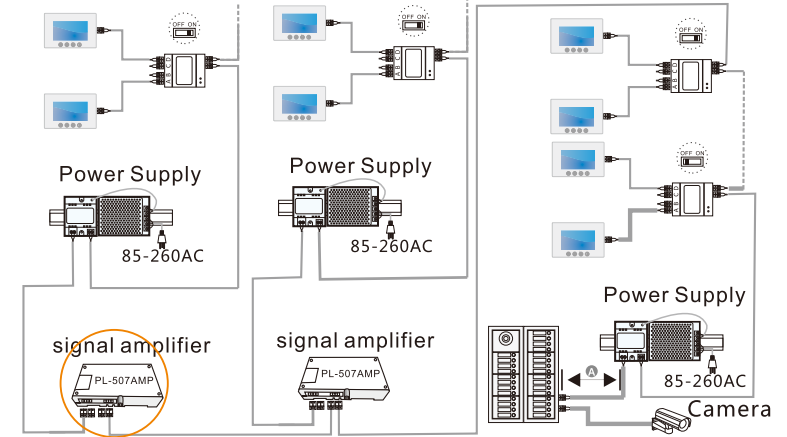 OFF ON
A B C D
OFF ON
A B C D
OFF ON
A B C D
OFF ON
A B C D
Power Supply
85-260AC
Power Supply
85-260AC
Power Supply
85-260AC
signal amplifier
PL-507AMP
signal amplifier
PL-507AMP
A
Camera